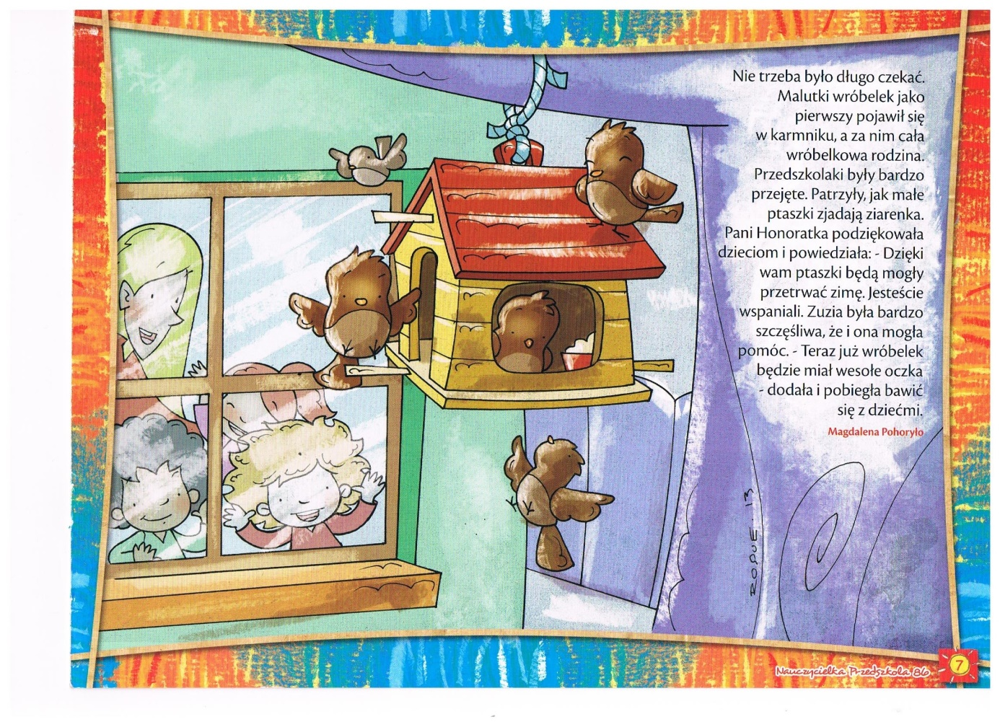 Nie trzeba było długo czekać.
Malutki wróbelek jako
pierwszy pojawił się
w karmniku, a za nim cała
wróbelkowa rodzina.
Przedszkolaki były bardzo
przejęte. Patrzyły, jak małe
ptaszki zjadają ziarenka.
Pani Honoratka podziękowała
dzieciom i powiedziała: - Dzięki
wam ptaszki będą mogły
przetrwać zimę. Jesteście
wspaniali. Zuzia była bardzo
szczęśliwa, że i ona mogła
pomóc. - Teraz już wróbelek
będzie miał wesołe oczka
- dodała i pobiegła bawić
się z dziećmi.
Magdalena Pohoryło
Nauczycielka Przedszkola 86
7